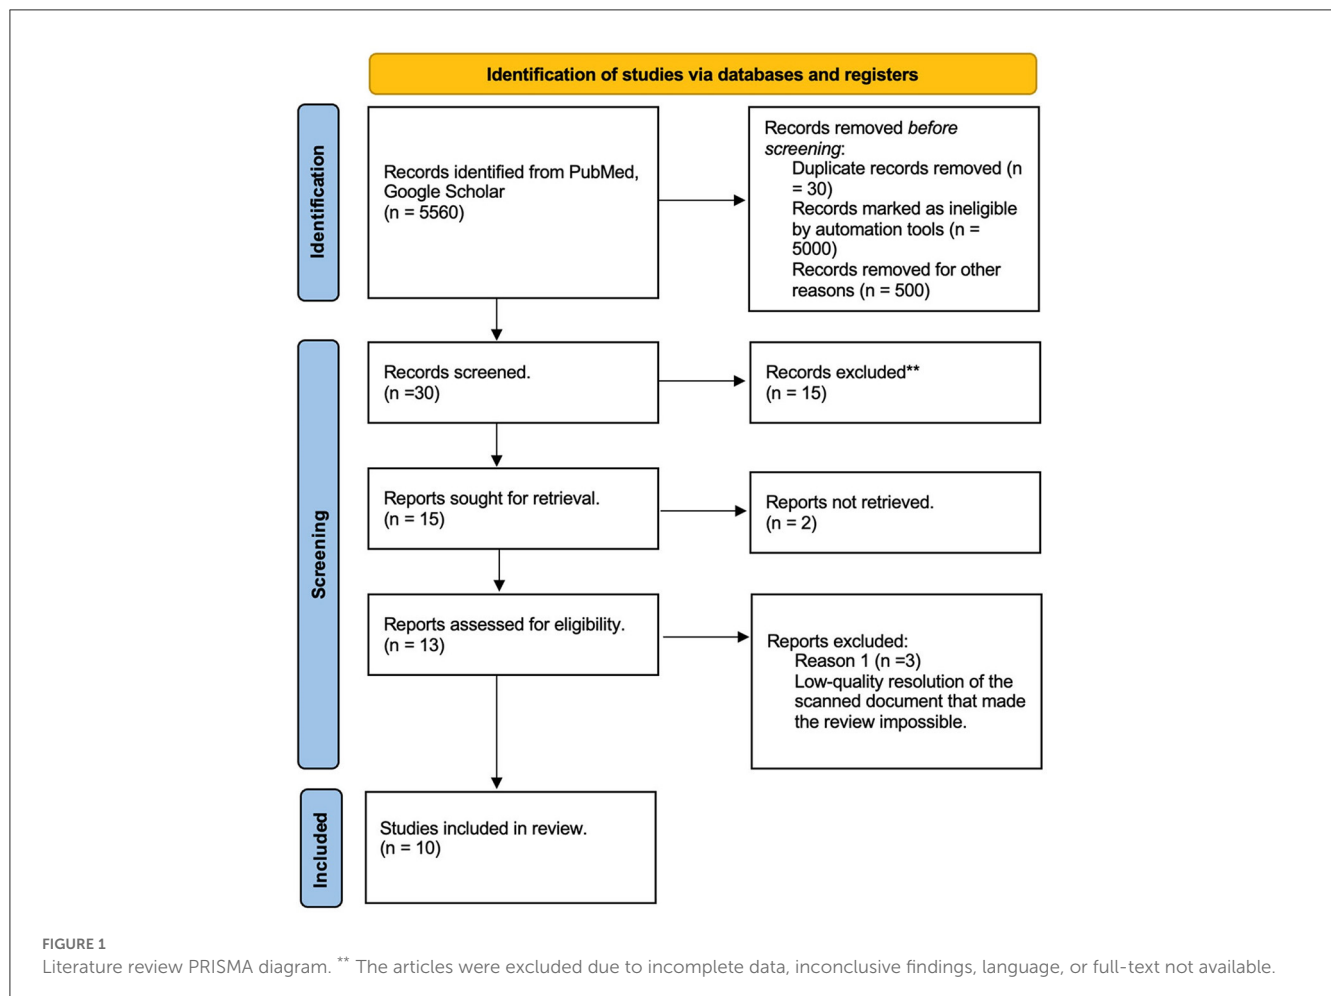 Identification of studies via databases and registers
Identification
Records identified from PubMed,
Google Scholar
(n = 5560)
Records removed before
screening:
Duplicate records removed (n
= 30)
Records marked as ineligible
by automation tools (n =
5000)
Records removed for other
reasons (n = 500)
Screening
Records screened.
(n =30)
Records excluded**
(n = 15)
Reports sought for retrieval.
(n = 15)
Reports not retrieved.
(n = 2)
Reports assessed for eligibility.
(n = 13)
Reports excluded:
Reason 1 (n =3)
Low-quality resolution of the
scanned document that made
the review impossible.
Included
Studies included in review.
(n = 10)
FIGURE 1
Literature review PRISMA diagram. ** The articles were excluded due to incomplete data, inconclusive findings, language, or full-text not available.